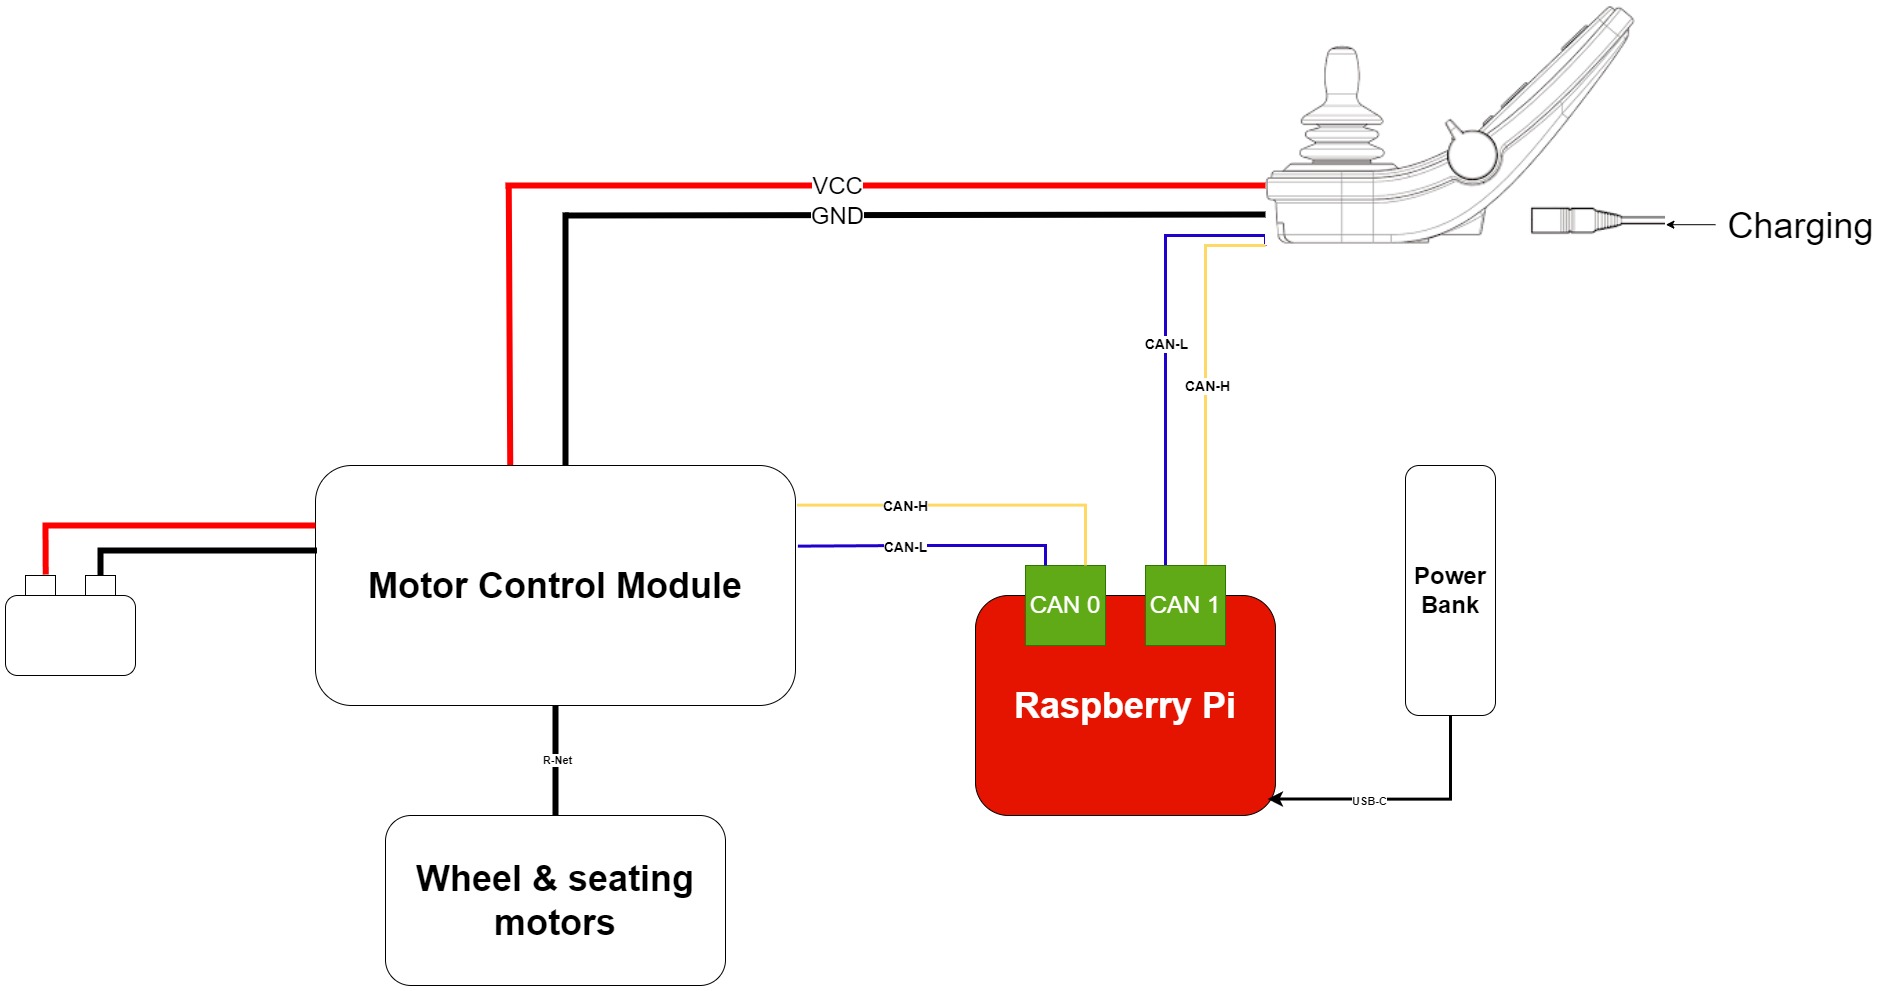 VCC
GND
Charging
CAN-L
CAN-H
CAN-H
CAN-L
Motor Control Module
CAN 0
CAN 1
Raspberry Pi
Power
Bank
R-Net
USB-C
Wheel & seating
motors